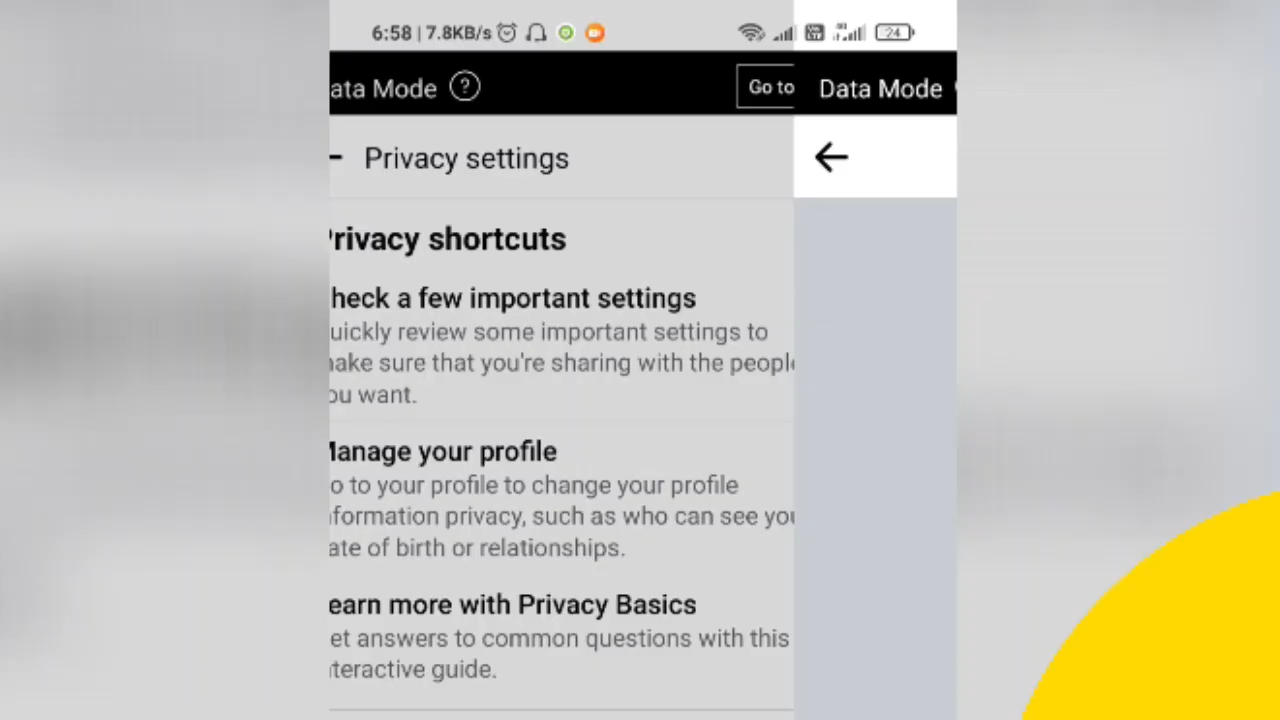 6:58 | 7.8KB/s
24
ata Mode ?
Go to
Data Mode
Privacy settings
rivacy shortcuts
heck a few important settings
uickly review some important settings to
ake sure that you're sharing with the people
ou want.
anage your profile
o to your profile to change your profile
nformation privacy, such as who can see you
ate of birth or relationships.
earn more with Privacy Basics
et answers to common questions with this
nteractive guide.